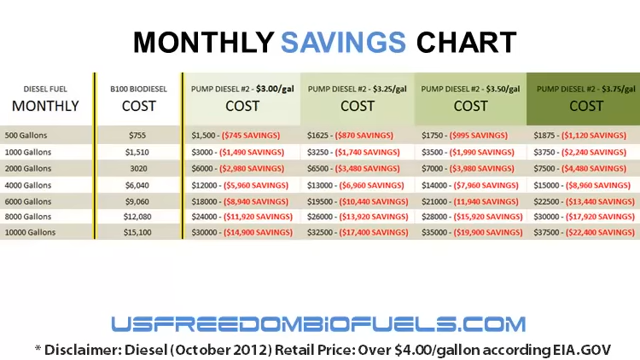 MONTHLY SAVINGS CHART
DIESEL FUEL B100 BIODIESEL PUMP DIESEL #2 - $3.00/gal PUMP DIESEL #2 - $3.25/gal PUMP DIESEL #2 - $3.50/gal PUMP DIESEL #2 - $3.75/gal
MONTHLY COST COST COST COST COST
500 Gallons $755 $1,500 - ($745 SAVINGS) $1625 - ($870 SAVINGS) $1750 - ($995 SAVINGS) $1875 - ($1,120 SAVINGS)
1000 Gallons $1,510 $3000 - ($1,490 SAVINGS) $3250 - ($1,740 SAVINGS) $3500 - ($1,990 SAVINGS) $3750 - ($2,240 SAVINGS)
2000 Gallons 3020 $6000 - ($2,980 SAVINGS) $6500 - ($3,480 SAVINGS) $7000 - ($3,980 SAVINGS) $7500 - ($4,480 SAVINGS)
4000 Gallons $6,040 $12000 - ($5,960 SAVINGS) $13000 - ($6,960 SAVINGS) $14000 - ($7,960 SAVINGS) $15000 - ($8,960 SAVINGS)
6000 Gallons $9,060 $18000 - ($8,940 SAVINGS) $19500 - ($10,440 SAVINGS) $21000 - (11,940 SAVINGS) $22500 - ($13,440 SAVINGS)
8000 Gallons $12,080 $24000 - ($11,920 SAVINGS) $26000 - ($13,920 SAVINGS) $28000 - ($15,920 SAVINGS) $30000 - ($17,920 SAVINGS)
10000 Gallons $15,100 $30000 - ($14,900 SAVINGS) $32500 - ($17,400 SAVINGS) $35000 - ($19,900 SAVINGS) $37500 - ($22,400 SAVINGS)
USFREEDOMBIOFUELS.COM
* Disclaimer: Diesel (October 2012) Retail Price: Over $4.00/gallon according EIA.GOV